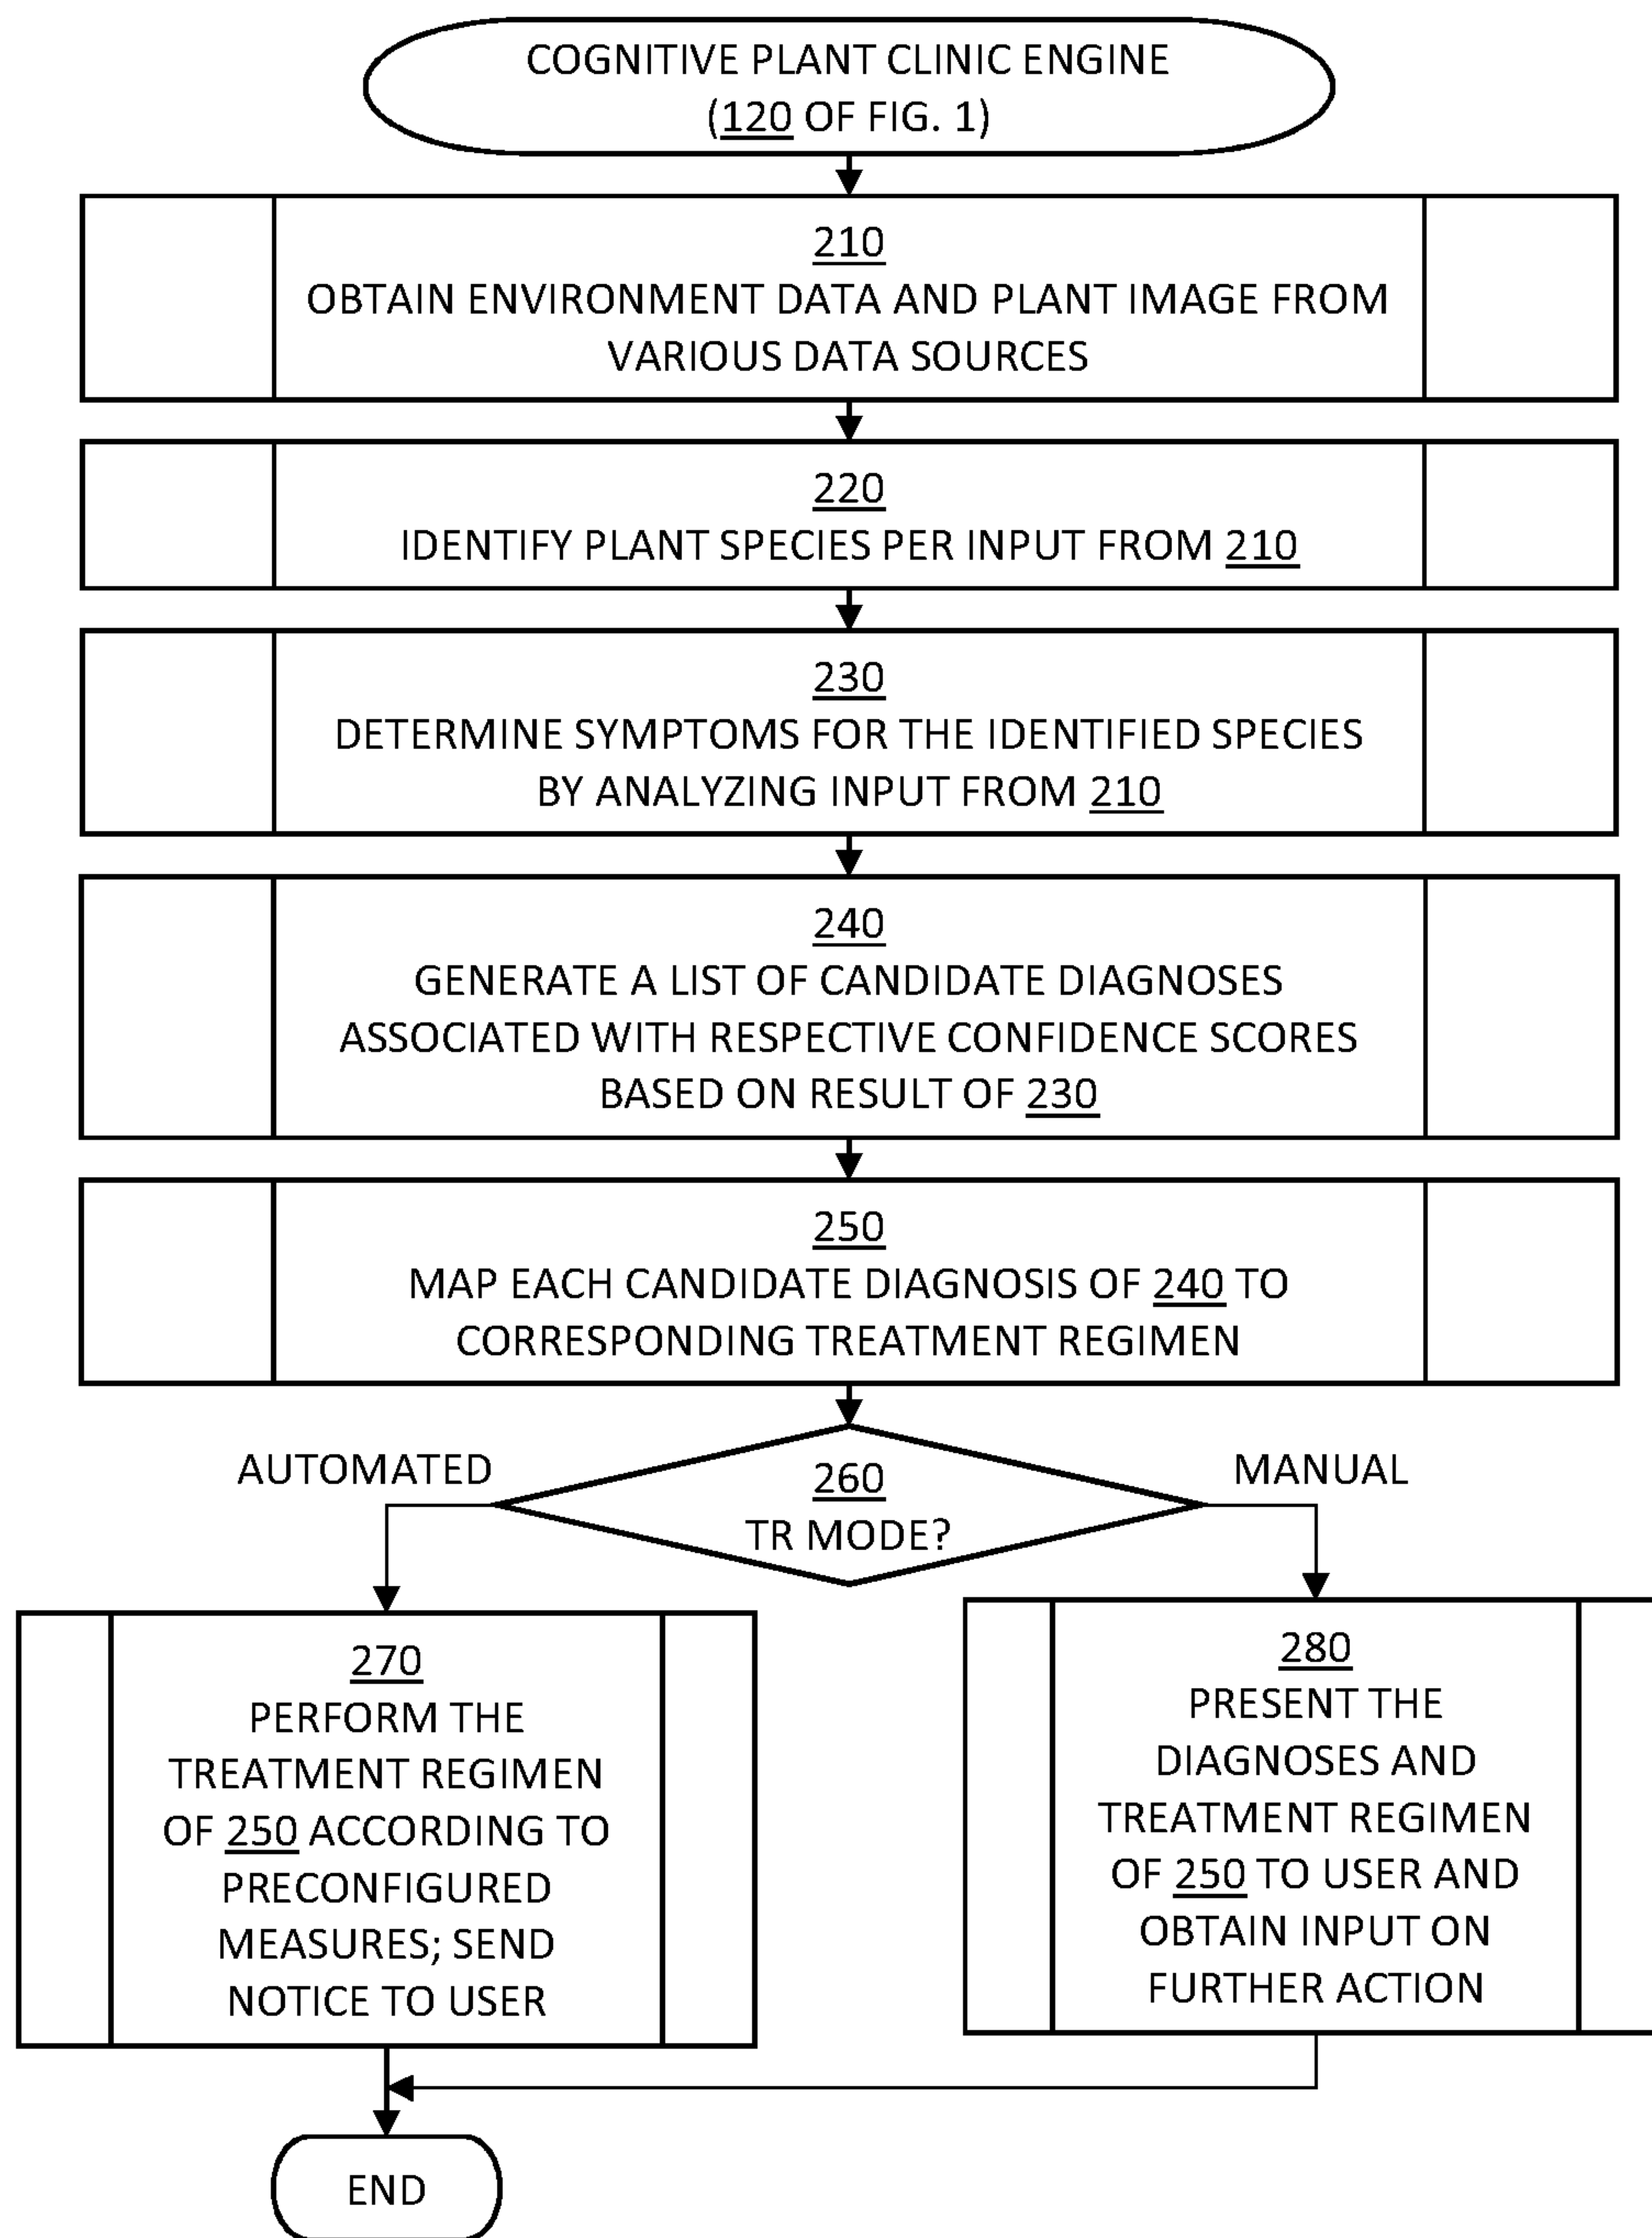 COGNITIVE PLANT CLINIC ENGINE
(120 OF FIG. 1)
210
OBTAIN ENVIRONMENT DATA AND PLANT IMAGE FROM
VARIOUS DATA SOURCES
220
IDENTIFY PLANT SPECIES PER INPUT FROM 210
230
DETERMINE SYMPTOMS FOR THE IDENTIFIED SPECIES
BY ANALYZING INPUT FROM 210
240
GENERATE A LIST OF CANDIDATE DIAGNOSES
ASSOCIATED WITH RESPECTIVE CONFIDENCE SCORES
BASED ON RESULT OF 230
250
MAP EACH CANDIDATE DIAGNOSIS OF 240 TO
CORRESPONDING TREATMENT REGIMEN
AUTOMATED
260
TR MODE?
MANUAL
270
PERFORM THE
TREATMENT REGIMEN
OF 250 ACCORDING TO
PRECONFIGURED
MEASURES; SEND
NOTICE TO USER
280
PRESENT THE
DIAGNOSES AND
TREATMENT REGIMEN
OF 250 TO USER AND
OBTAIN INPUT ON
FURTHER ACTION
END